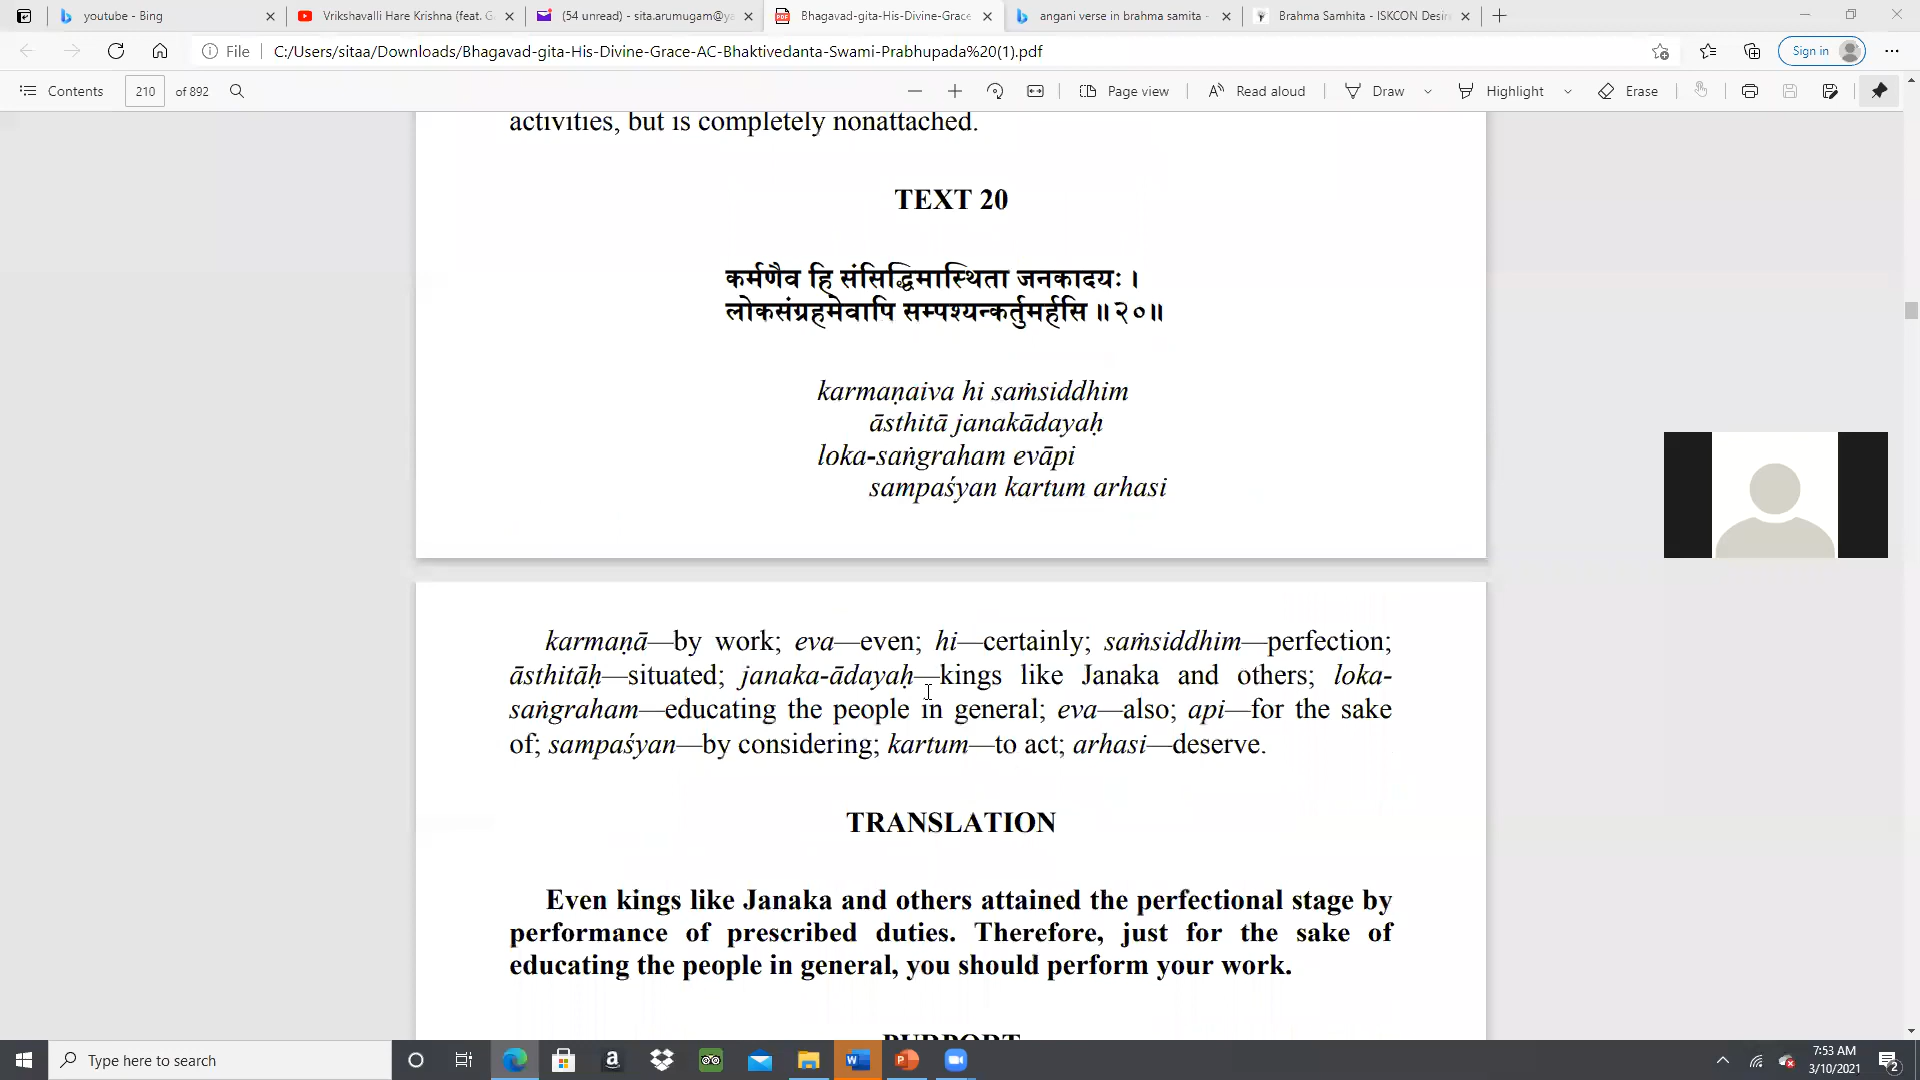 youtube - Bing
Vrikshavalli Hare Krishna (feat. G
(54 unread) - sita.arumugam@ya
Bhagavad-gita-His-Divine-Grace
angani verse in brahma samita -
Brahma Samhita - ISKCON Desir
File
C:/Users/sitaa/Downloads/Bhagavad-gita-His-Divine-Grace-AC-Bhaktivedanta-Swami-Prabhupada%20(1).pdf
Sign in
Contents
210
of 892
Page view
Read aloud
Draw
Highlight
Erase
activities, but is completely nonattached.
TEXT 20
कर्मणैव हि संसिद्धिमास्थिता जनकादयः ।
लोकसंग्रहमेवापि सम्पश्यन्कर्तुमर्हसि ॥२०॥
karmaṇaiva hi saṁsiddhim
āsthitā janakādayaḥ
loka-saṅgraham evāpi
sampaśyan kartum arhasi
karmaṇā—by work; eva—even; hi—certainly; saṁsiddhim—perfection;
āsthitāḥ—situated; janaka-ādayaḥ—kings like Janaka and others; loka-
saṅgraham—educating the people in general; eva—also; api—for the sake
of; sampaśyan—by considering; kartum—to act; arhasi—deserve.
TRANSLATION
Even kings like Janaka and others attained the perfectional stage by
performance of prescribed duties. Therefore, just for the sake of
educating the people in general, you should perform your work.
PURPORT
Type here to search
7:53 AM
3/10/2021
2